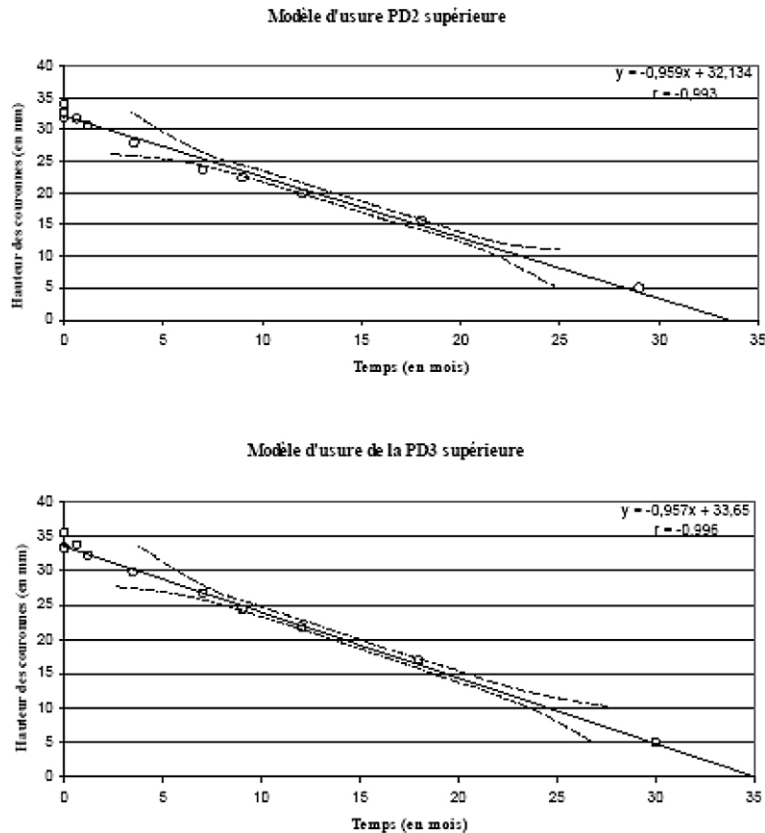 Modèle d'usure PD2 supérieure
y = -0,959x + 32,134
r = -0,993
Hauteur des couronnes (en mm)
40
35
30
25
20
15
10
5
0
0 5 10 15 20 25 30 35
Temps (en mois)
Modèle d'usure de la PD3 supérieure
y = -0,957x + 33,65
r = -0,996
Hauteur des couronnes (en mm)
40
35
30
25
20
15
10
5
0
0 5 10 15 20 25 30 35
Temps (en mois)